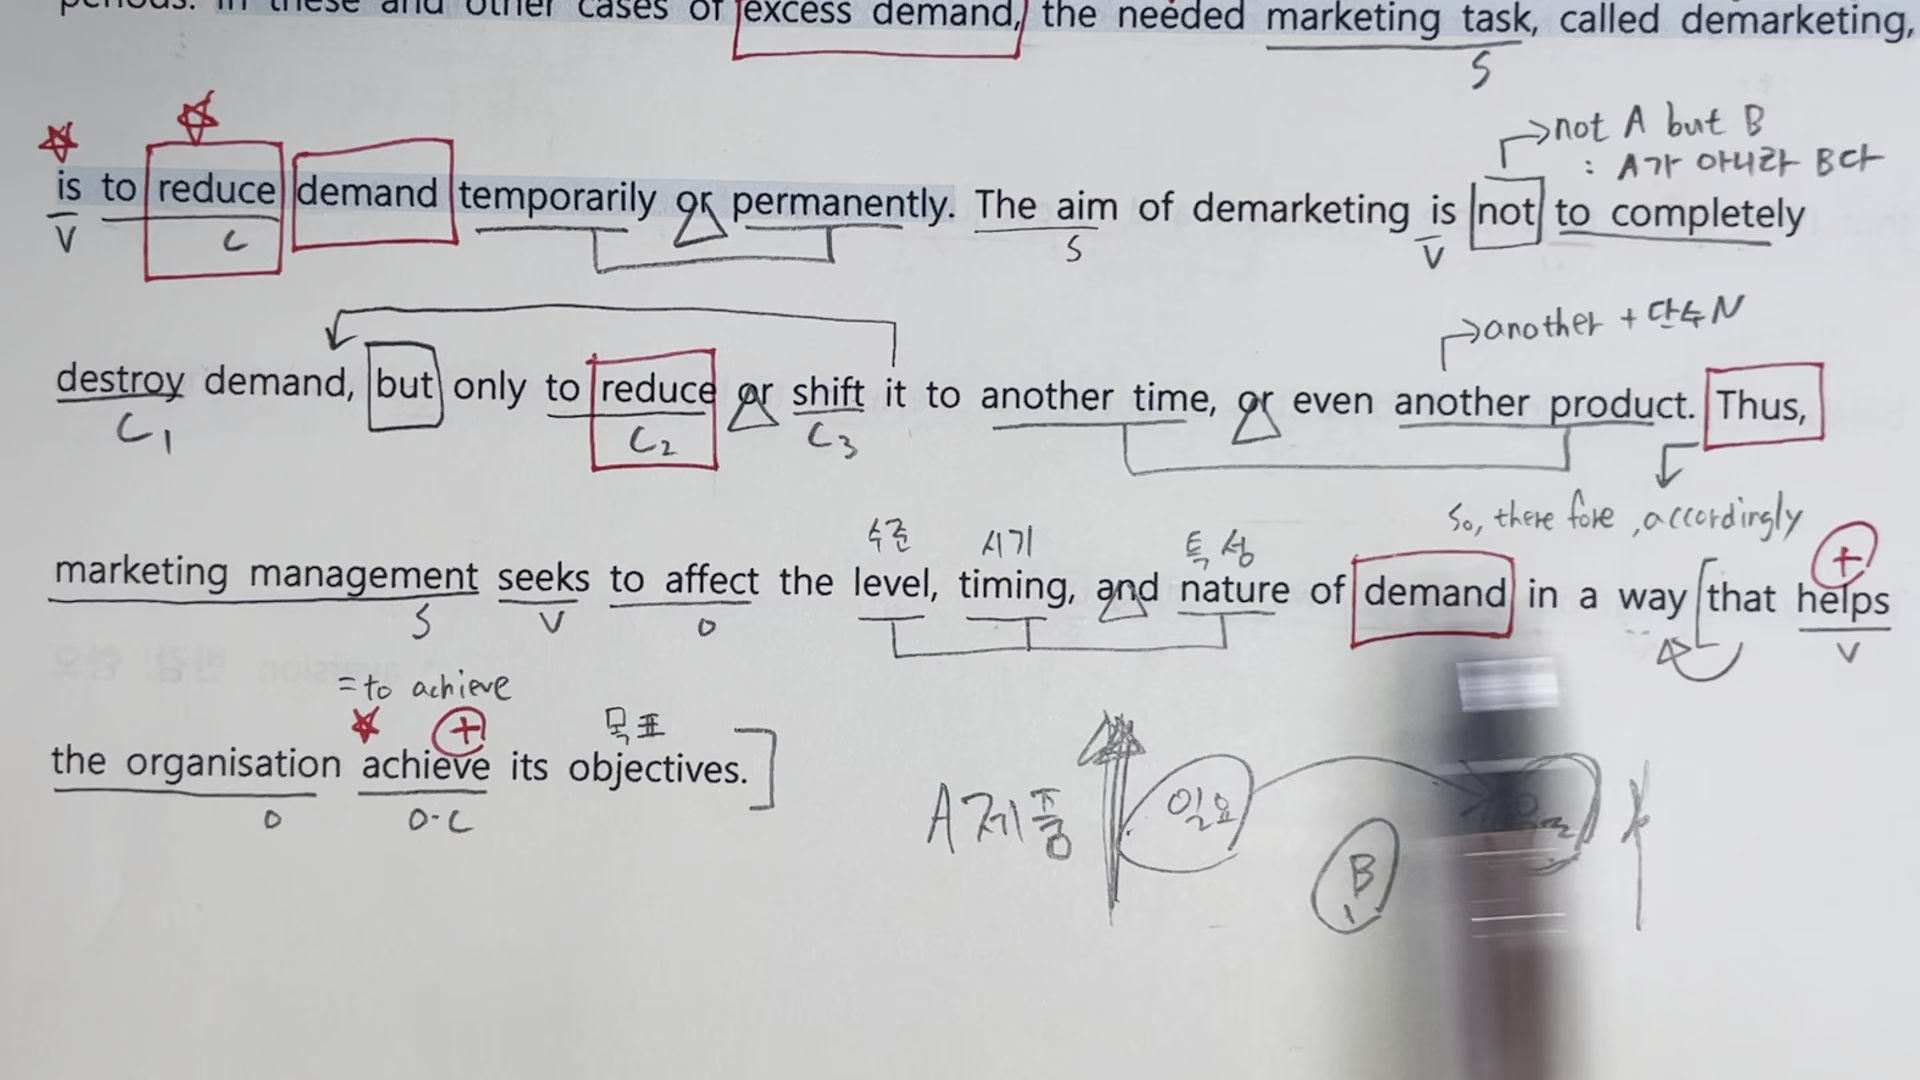 In these and other cases of excess demand, the needed marketing task, called demarketing,
S
not A but B
: A가 아니라 B다
is to reduce demand temporarily or permanently. The aim of demarketing is not to completely
V C S V
another + 단수N
destroy demand, but only to reduce or shift it to another time, or even another product. Thus,
C1 C2 C3
So, therefore, accordingly
수준 시기 특성
marketing management seeks to affect the level, timing, and nature of demand in a way that helps
S V O V
= to achieve
목표
the organisation achieve its objectives.
O O·C
A제품 일요
B